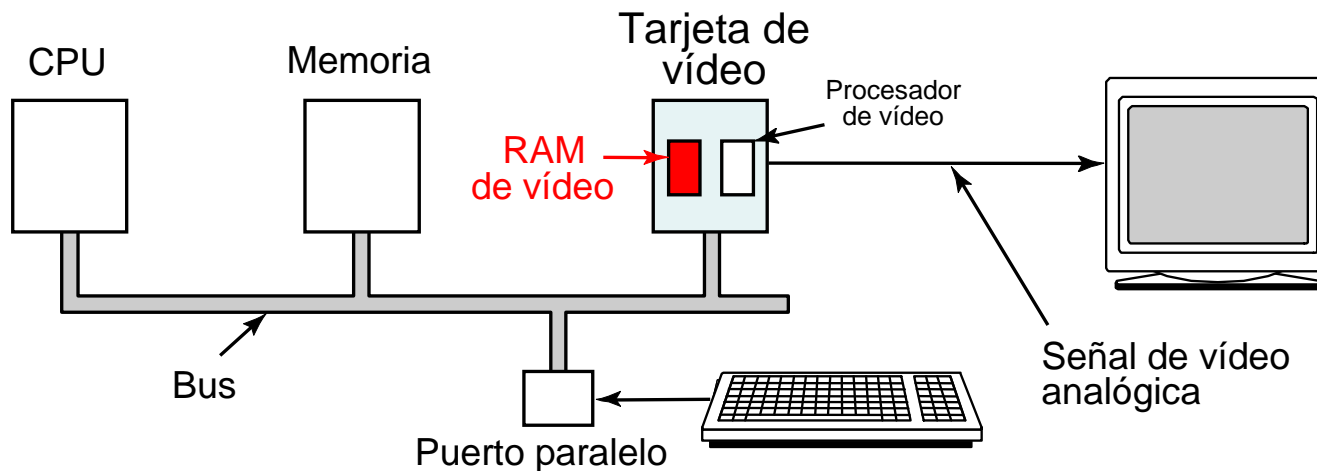 CPU
Memoria
Tarjeta de
vídeo
Procesador
de vídeo
RAM
de vídeo
Bus
Puerto paralelo
Señal de vídeo
analógica